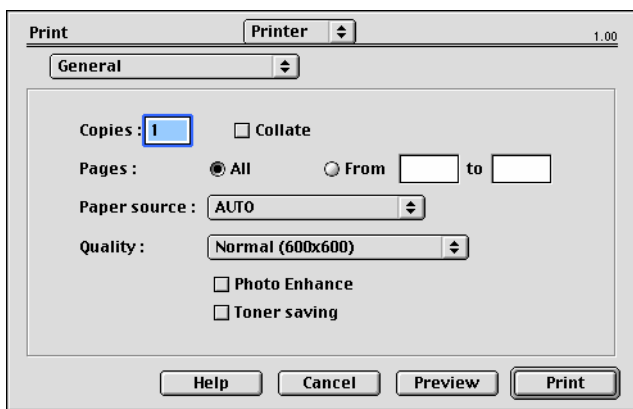 Print Printer 1.00
General
Copies : 1 Collate
Pages : All From to
Paper source : AUTO
Quality : Normal (600x600)
Photo Enhance
Toner saving
Help Cancel Preview Print